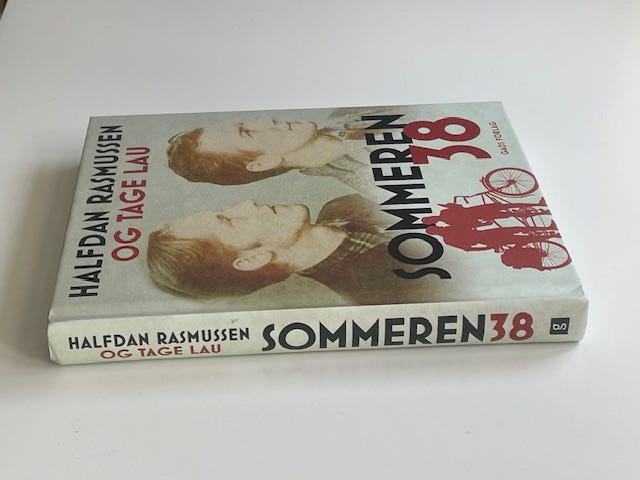 HALFDAN RASMUSSEN
OG TAGE LAU
SOMMEREN
38
GADS FORLAG
HALFDAN RASMUSSEN
OG TAGE LAU
SOMMEREN38